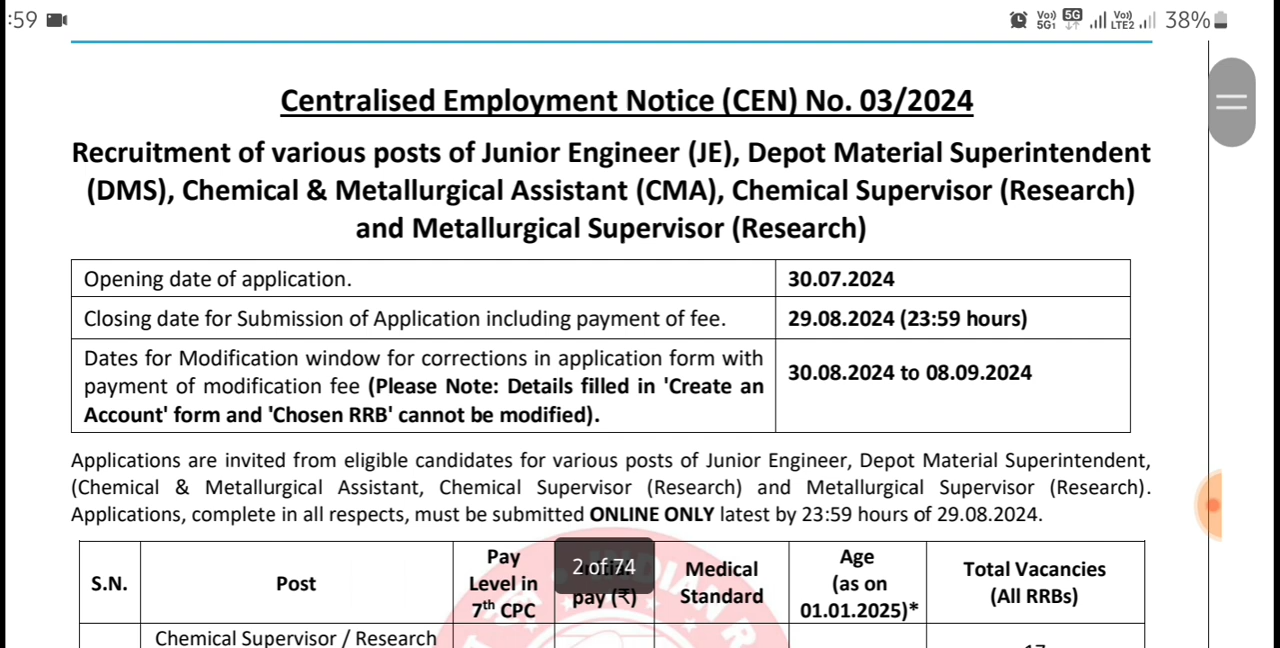 :59
Vo)) 5G1 5G Vo)) LTE2 38%
Centralised Employment Notice (CEN) No. 03/2024
Recruitment of various posts of Junior Engineer (JE), Depot Material Superintendent
(DMS), Chemical & Metallurgical Assistant (CMA), Chemical Supervisor (Research)
and Metallurgical Supervisor (Research)
Opening date of application. 30.07.2024
Closing date for Submission of Application including payment of fee. 29.08.2024 (23:59 hours)
Dates for Modification window for corrections in application form with
payment of modification fee (Please Note: Details filled in 'Create an
Account' form and 'Chosen RRB' cannot be modified).
30.08.2024 to 08.09.2024
Applications are invited from eligible candidates for various posts of Junior Engineer, Depot Material Superintendent,
(Chemical & Metallurgical Assistant, Chemical Supervisor (Research) and Metallurgical Supervisor (Research).
Applications, complete in all respects, must be submitted ONLINE ONLY latest by 23:59 hours of 29.08.2024.
S.N.
Post
Pay
Level in
7th CPC
2 of 74
pay (₹)
Medical
Standard
Age
(as on
01.01.2025)*
Total Vacancies
(All RRBs)
Chemical Supervisor / Research